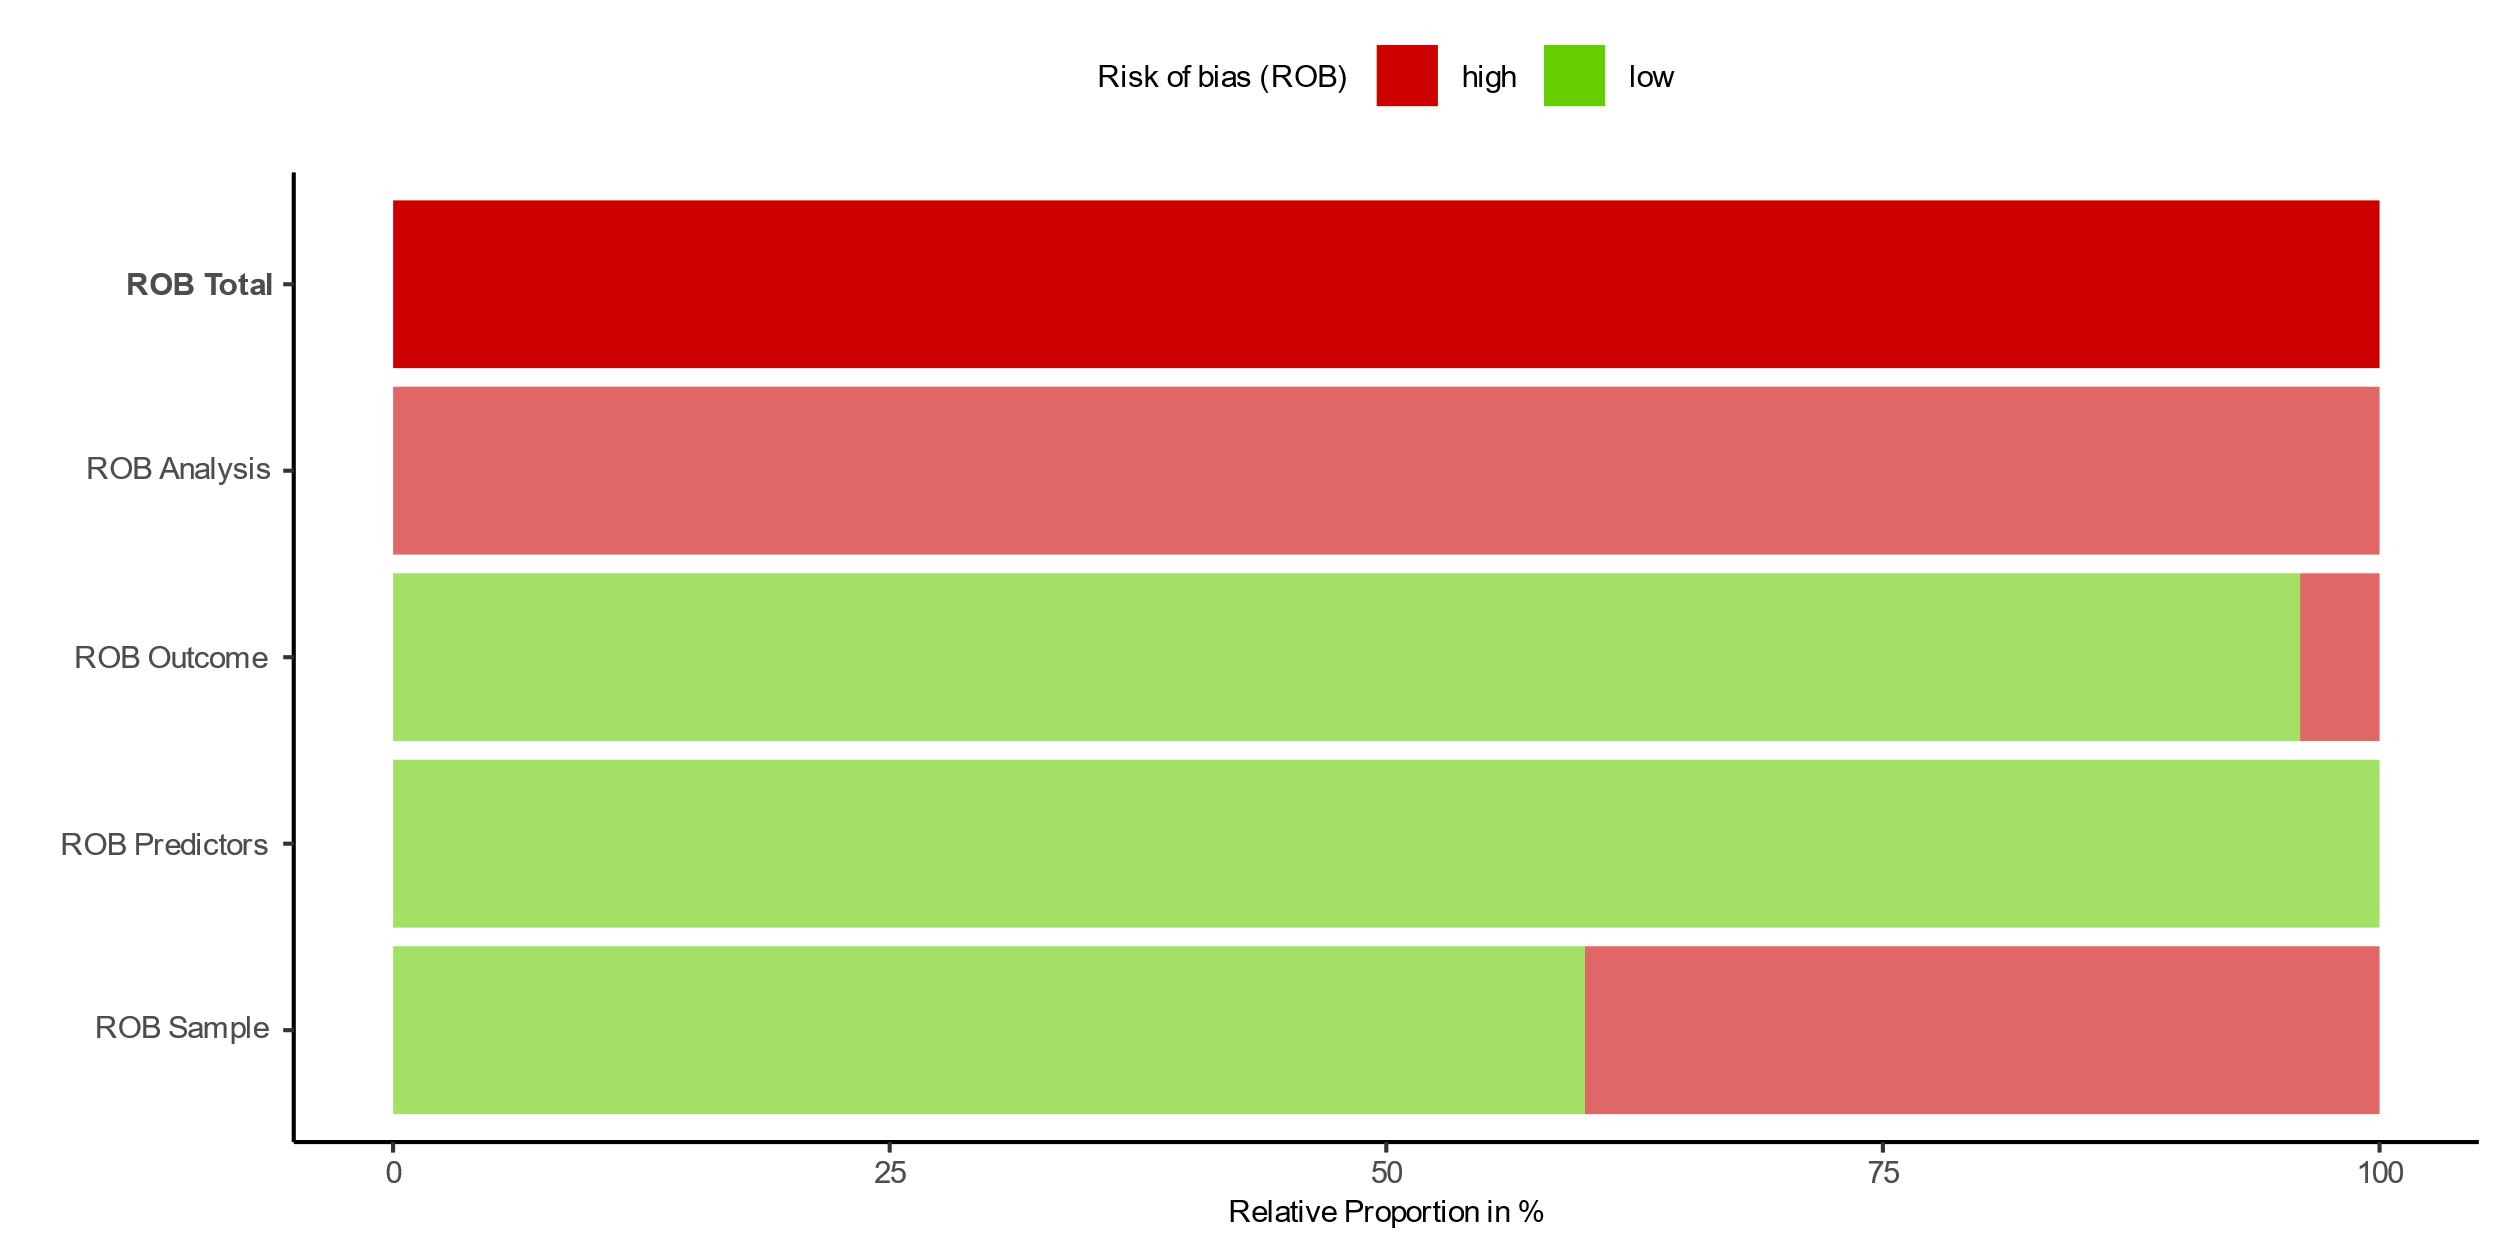 Risk of bias (ROB) high low
ROB Total
ROB Analysis
ROB Outcome
ROB Predictors
ROB Sample
0 25 50 75 100
Relative Proportion in %